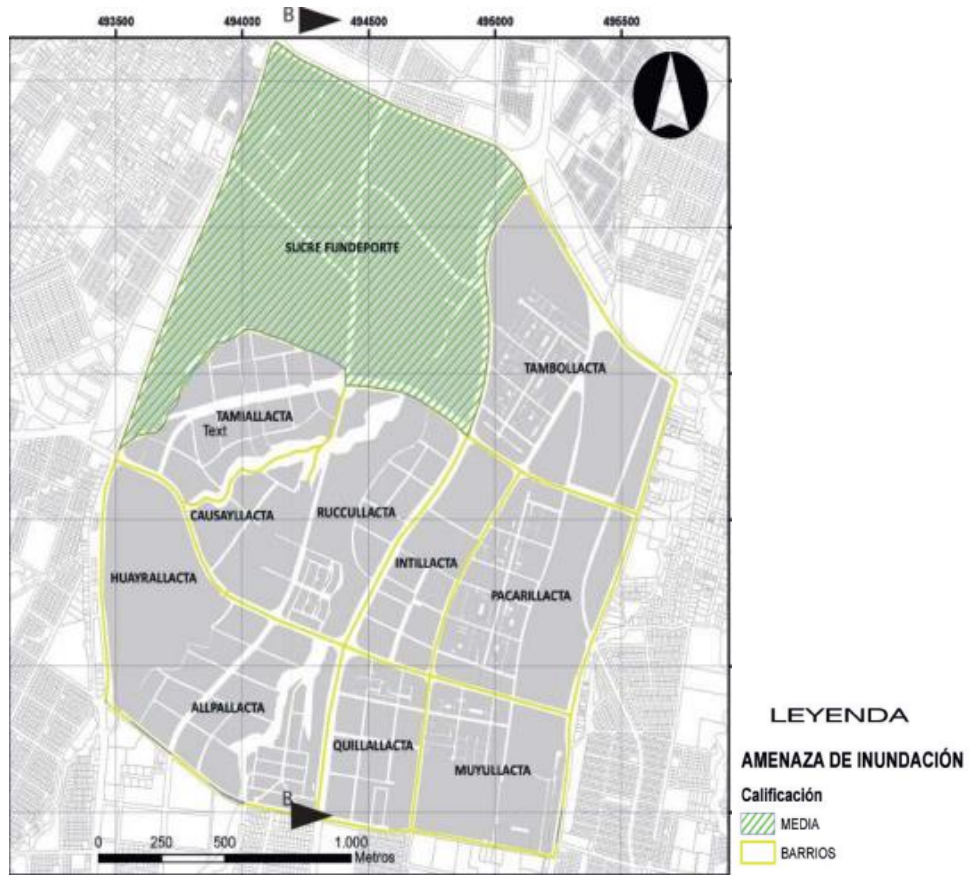 B
493500 494000 494500 495000 495500
SUCRE FUNDEPORTE
TAMBOLLACTA
TAMIALLACTA
Text
CAUSAYLLACTA
RUCCULLACTA
INTILLACTA
HUAYRALLACTA
PACARILLACTA
ALLPALLACTA
QUILLALLACTA
MUYULLACTA
B
0 250 500 1.000
Metros
LEYENDA
AMENAZA DE INUNDACIÓN
Calificación
MEDIA
BARRIOS